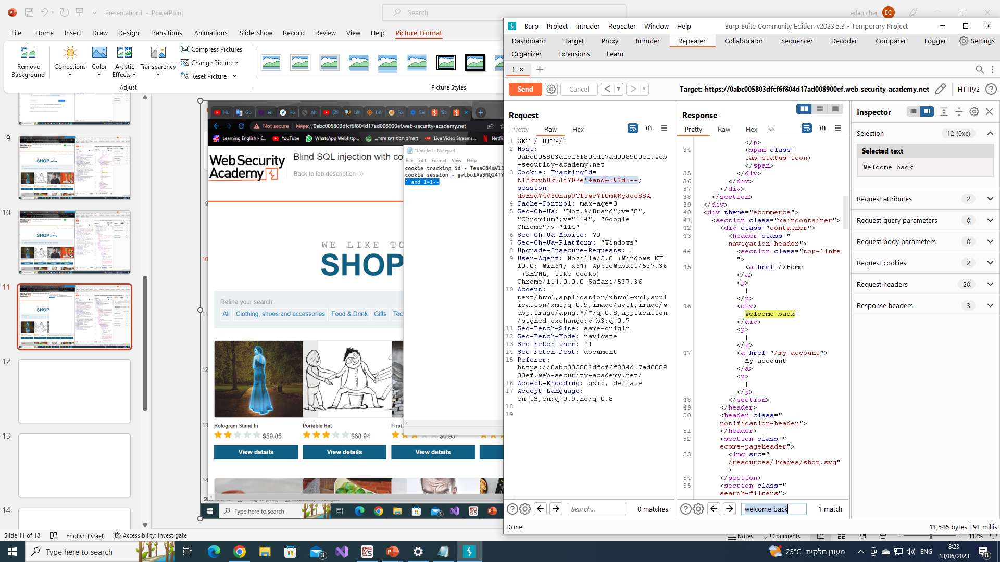 Presentation1 - PowerPoint
Search
edan cher
EC
File Home Insert Draw Design Transitions Animations Slide Show Record Review View Help Picture Format
Remove Background
Corrections
Color
Artistic Effects
Transparency
Compress Pictures
Change Picture
Reset Picture
Adjust
Picture Styles
9
10
11
12
13
14
Not secure https://0abc005803dfcf6f804d17ad008900ef.web-security-academy.net
Learning English - E... YouTube WhatsApp Webhttp... משו"ב תלמידים והור... Live Video Streams... Netfli
WebSecurity Academy
Blind SQL injection with co
Back to lab description
*Untitled - Notepad
File Edit Format View Help
cookie tracking id - TeaaC84mVl3
cookie session - gvLbulAaBNQ24TY
' and 1=1--
WE LIKE TO
SHOP
Refine your search:
All Clothing, shoes and accessories Food & Drink Gifts Tec
Hologram Stand In
$59.85
View details
Portable Hat
$68.94
View details
First
$0.93
View details
Type here to search
Slide 11 of 18
English (Israel)
Accessibility: Investigate
Notes
Comments
112%
Burp Project Intruder Repeater Window Help
Burp Suite Community Edition v2023.5.3 - Temporary Project
Dashboard Target Proxy Intruder Repeater Collaborator Sequencer Decoder Comparer Logger Settings
Organizer Extensions Learn
1 ×
Send
Cancel
Target: https://0abc005803dfcf6f804d17ad008900ef.web-security-academy.net
HTTP/2
Request
Pretty Raw Hex
1 GET / HTTP/2
2 Host:
0abc005803dfcf6f804d17ad008900ef.web
-security-academy.net
3 Cookie: TrackingId=
t1YkuvhUkEJjYDKe'+and+1%3d1--;
session=
dbHsdY4VYQhap9Tf1wcYf0mkKyJoe88A
4 Cache-Control: max-age=0
5 Sec-Ch-Ua: "Not.A/Brand";v="8",
"Chromium";v="114", "Google
Chrome";v="114"
6 Sec-Ch-Ua-Mobile: ?0
7 Sec-Ch-Ua-Platform: "Windows"
8 Upgrade-Insecure-Requests: 1
9 User-Agent: Mozilla/5.0 (Windows NT
10.0; Win64; x64) AppleWebKit/537.36
(KHTML, like Gecko)
Chrome/114.0.0.0 Safari/537.36
10 Accept:
text/html,application/xhtml+xml,appl
ication/xml;q=0.9,image/avif,image/w
ebp,image/apng,*/*;q=0.8,application
/signed-exchange;v=b3;q=0.7
11 Sec-Fetch-Site: same-origin
12 Sec-Fetch-Mode: navigate
13 Sec-Fetch-User: ?1
14 Sec-Fetch-Dest: document
15 Referer:
https://0abc005803dfcf6f804d17ad0089
00ef.web-security-academy.net/
16 Accept-Encoding: gzip, deflate
17 Accept-Language:
en-US,en;q=0.9,he;q=0.8
18
19
Search...
0 matches
Response
Pretty Raw Hex
</p>
34 <span class=
lab-status-icon>
</span>
35 </div>
36 </div>
37 </div>
38 </section>
39 </div>
40 <div theme="ecommerce">
41 <section class="maincontainer">
42 <div class="container">
43 <header class="
navigation-header">
44 <section class="top-links
">
45 <a href=/>Home
</a>
<p>
|
</p>
46 <div>
Welcome back!
</div>
<p>
|
</p>
47 <a href="/my-account">
My account
</a>
<p>
|
</p>
48 </section>
49 </header>
50 <header class="
notification-header">
51 </header>
52 <section class="
ecoms-pageheader">
53 <img src="
/resources/images/shop.svg"
>
54 </section>
55 <section class="
search-filters">
welcome back
1 match
Inspector
Selection 12 (0xc)
Selected text
Welcome back
Request attributes 2
Request query parameters 0
Request body parameters 0
Request cookies 2
Request headers 20
Response headers 3
Done
11,546 bytes | 91 millis
Type here to search
25°C מעונן חלקית
ENG
8:23
13/06/2023